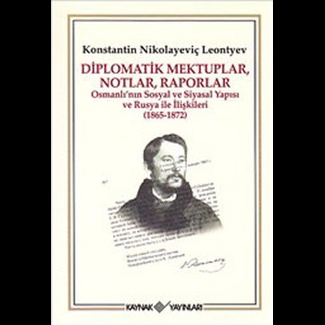 Konstantin Nikolayeviç Leontyev
DİPLOMATİK MEKTUPLAR,
NOTLAR, RAPORLAR
Osmanlı'nın Sosyal ve Siyasal Yapısı
ve Rusya ile İlişkileri
(1865-1872)
KAYNAK YAYINLARI